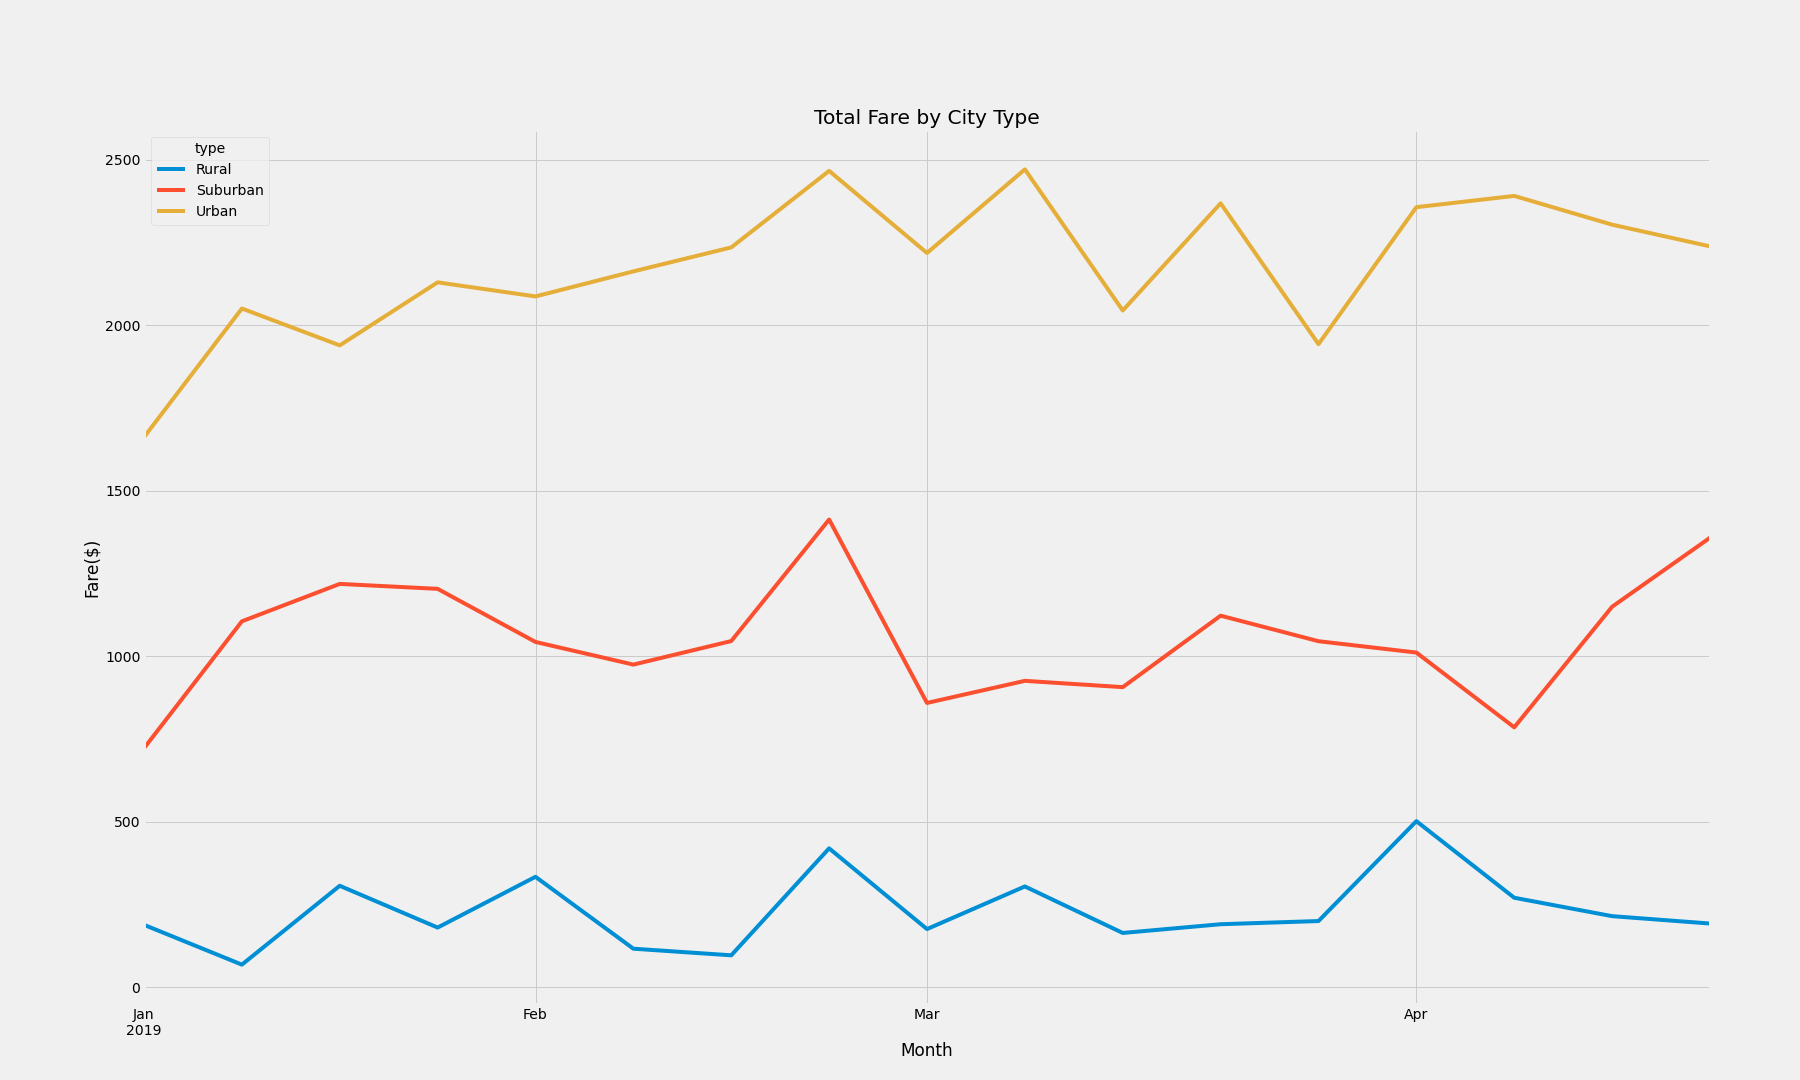 Total Fare by City Type
type
Rural
Suburban
Urban
2500
2000
1500
1000
500
0
Fare($)
Jan
2019
Feb
Mar
Apr
Month